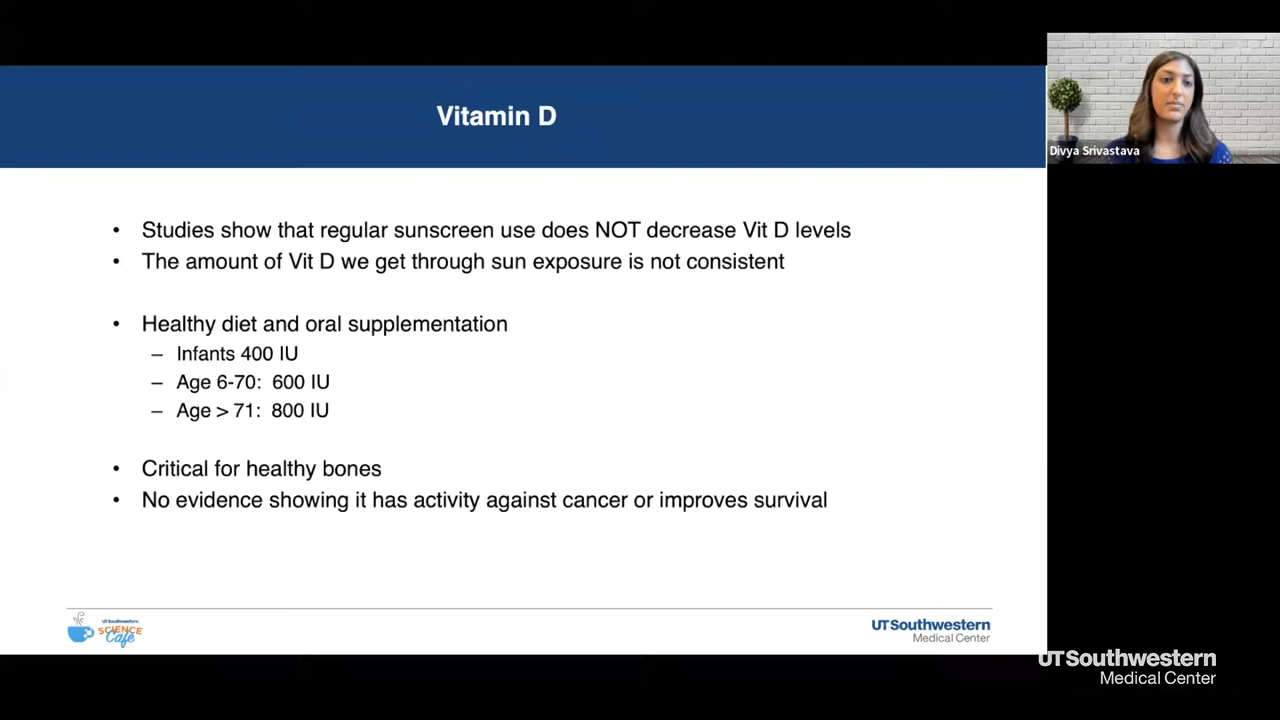 Vitamin D
Divya Srivastava
• Studies show that regular sunscreen use does NOT decrease Vit D levels
• The amount of Vit D we get through sun exposure is not consistent
• Healthy diet and oral supplementation
– Infants 400 IU
– Age 6-70: 600 IU
– Age > 71: 800 IU
• Critical for healthy bones
• No evidence showing it has activity against cancer or improves survival
UT Southwestern
SCIENCE
Café
UTSouthwestern
Medical Center
UTSouthwestern
Medical Center